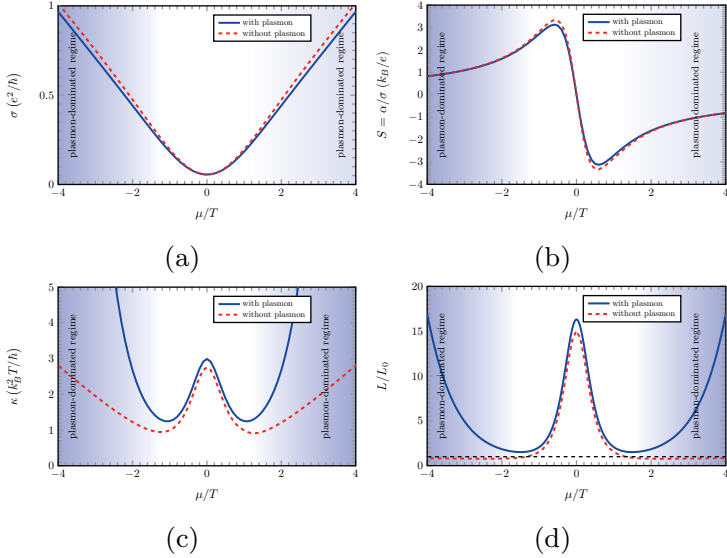 1
0.5
0
−4
−2
0
2
4
σ (e²/ℏ)
μ/T
plasmon-dominated regime
plasmon-dominated regime
with plasmon
without plasmon
(a)
4
3
2
1
0
−1
−2
−3
−4
−4
−2
0
2
4
S = α/σ (k_B/e)
μ/T
plasmon-dominated regime
plasmon-dominated regime
with plasmon
without plasmon
(b)
5
4
3
2
1
0
−4
−2
0
2
4
κ (k_B² T/ℏ)
μ/T
plasmon-dominated regime
plasmon-dominated regime
with plasmon
without plasmon
(c)
20
15
10
5
0
−4
−2
0
2
4
L/L₀
μ/T
plasmon-dominated regime
plasmon-dominated regime
with plasmon
without plasmon
(d)